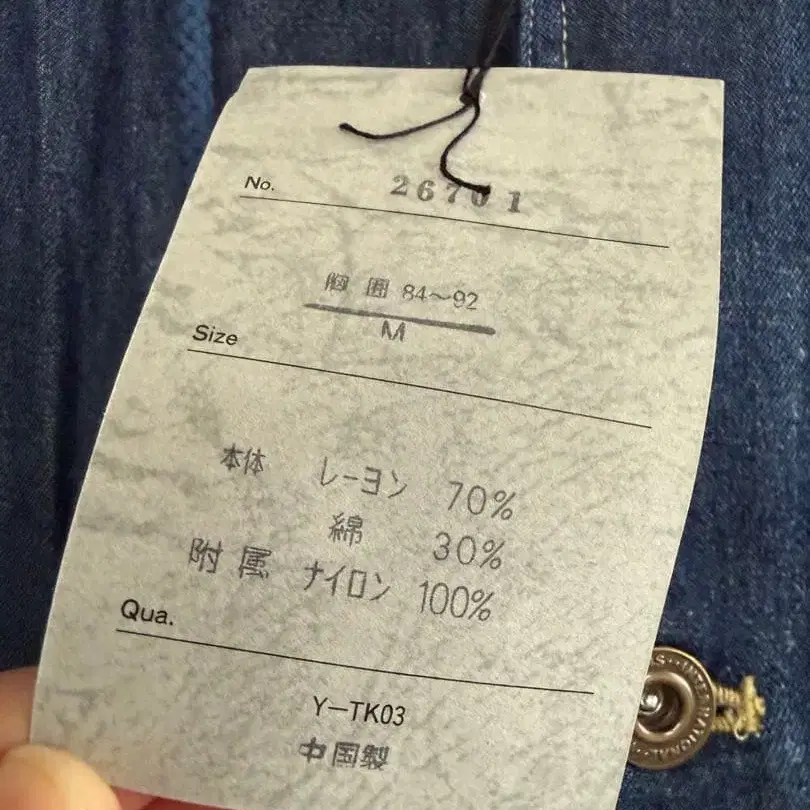 No. 26701
胸囲 84〜92
M
Size
本体 レーヨン 70%
綿 30%
附属 ナイロン 100%
Qua.
Y-TK03
中国製
INTERNATIONAL